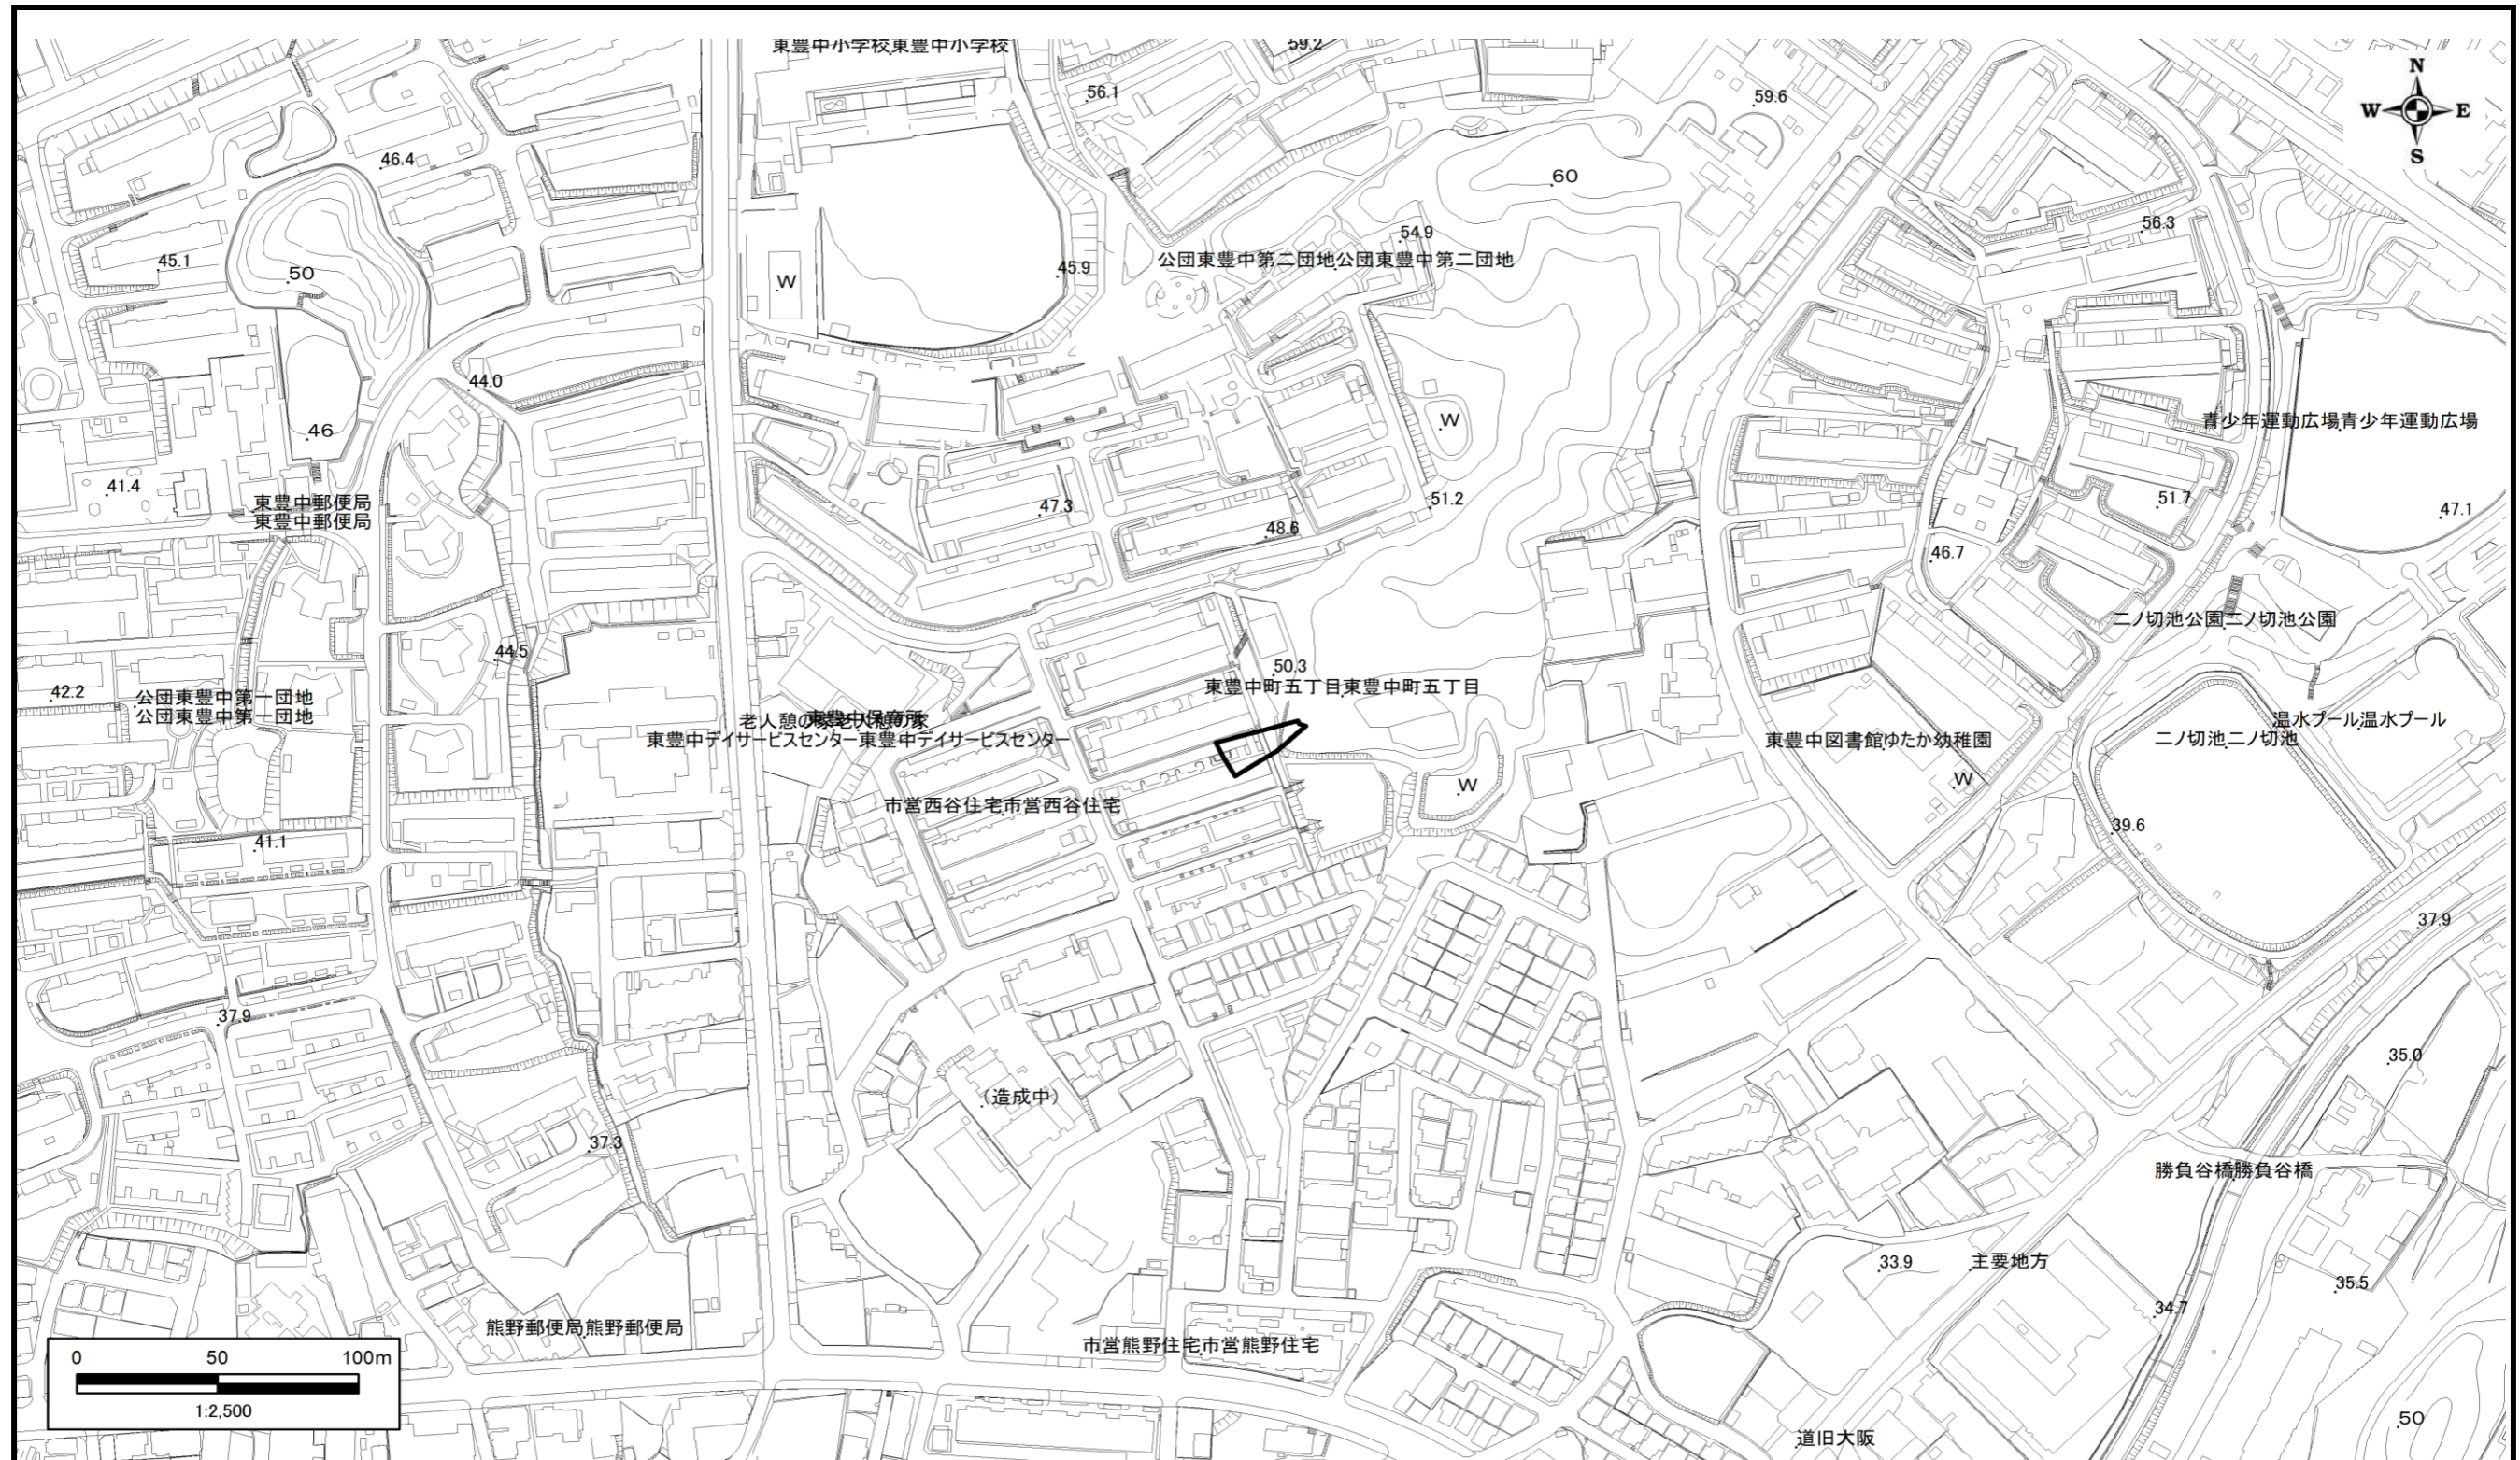 東豊中小学校東豊中小学校
59.2
N
W E
S
56.1
59.6
46.4
60
56.3
54.9
公団東豊中第二団地公団東豊中第二団地
45.1
50
45.9
W
44.0
W
青少年運動広場青少年運動広場
46
41.4
東豊中郵便局
東豊中郵便局
47.3
51.2
51.7
47.1
48.6
46.7
二ノ切池公園二ノ切池公園
44.5
50.3
42.2
公団東豊中第一団地
公団東豊中第一団地
東豊中町五丁目東豊中町五丁目
老人憩の家
東豊中デイサービスセンター東豊中デイサービスセンター
東豊中図書館ゆたか幼稚園
温水プール温水プール
二ノ切池二ノ切池
W
W
市営西谷住宅市営西谷住宅
39.6
41.1
37.9
37.9
35.0
(造成中)
37.3
勝負谷橋勝負谷橋
33.9
主要地方
35.5
34.7
熊野郵便局熊野郵便局
市営熊野住宅市営熊野住宅
0 50 100m
1:2,500
50
道旧大阪